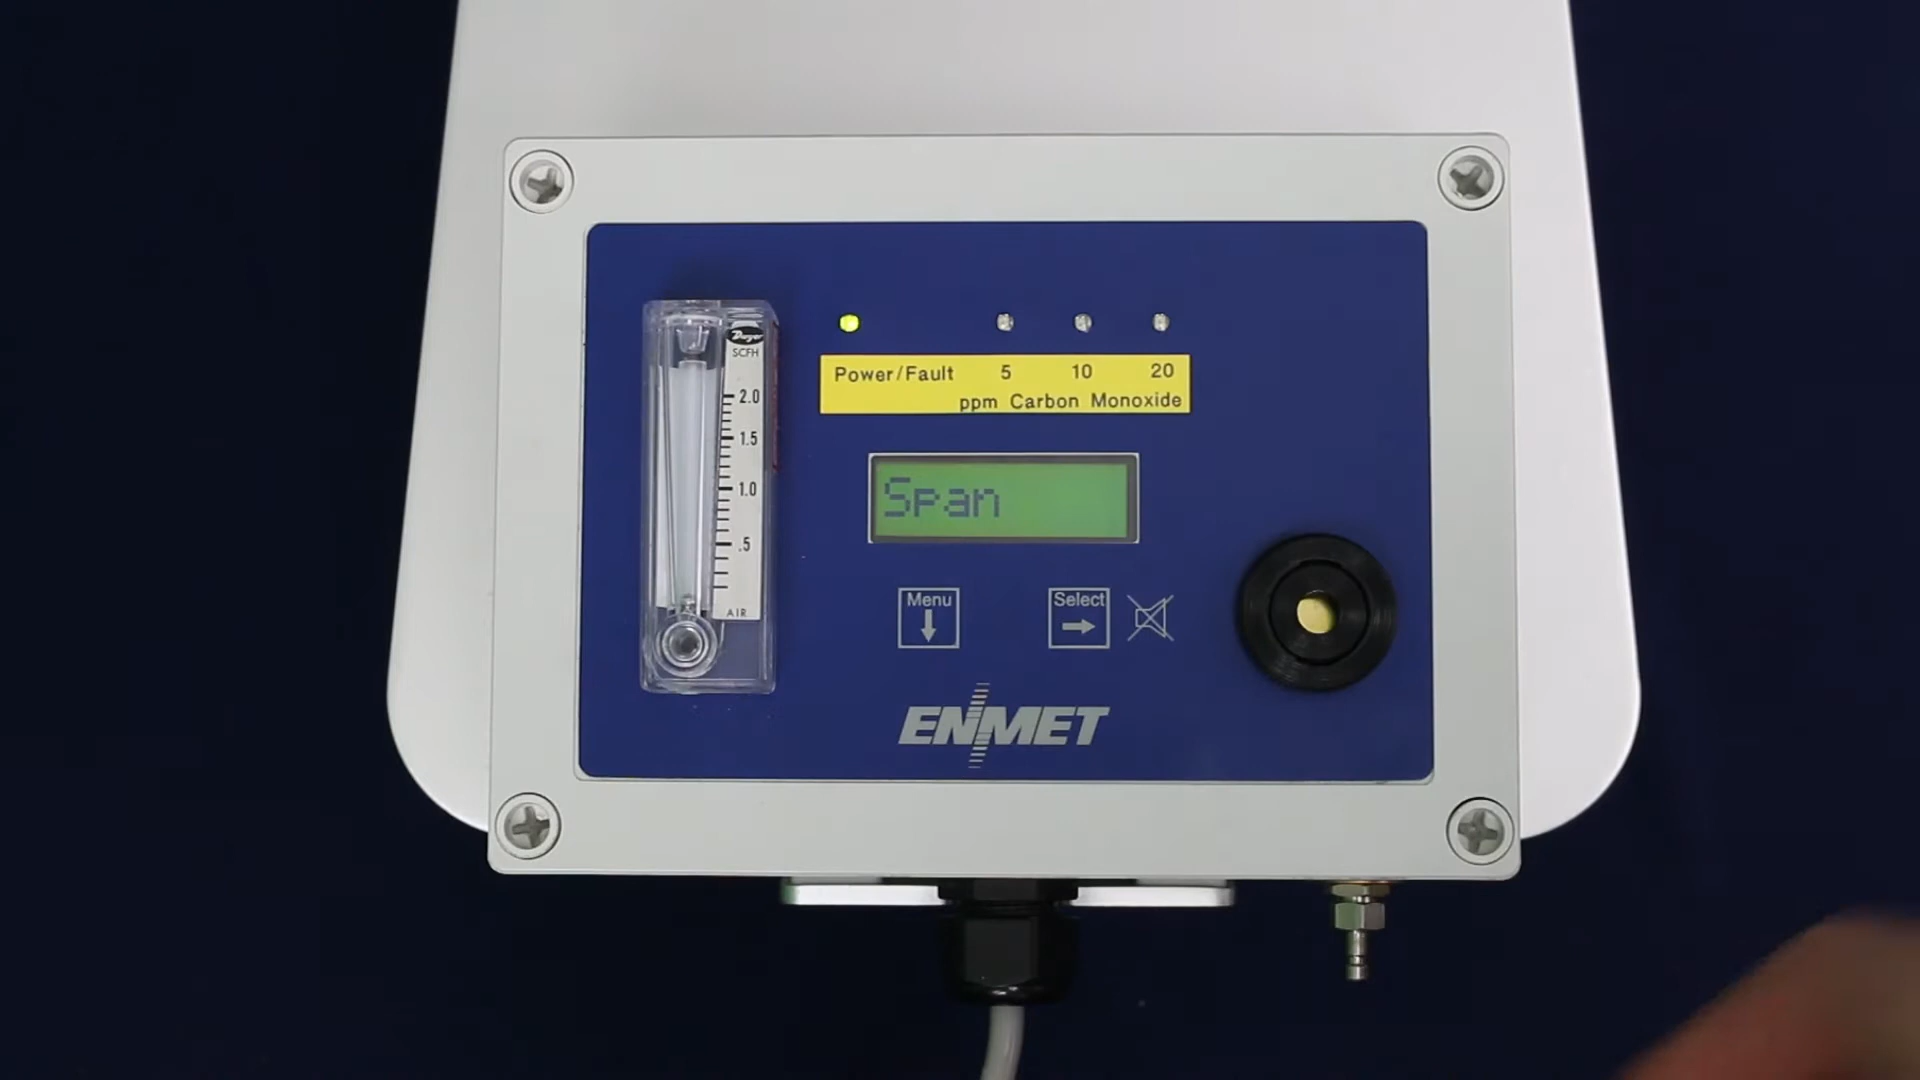 Dwyer
SCFH
2.0
1.5
1.0
.5
AIR
Power/Fault 5 10 20
ppm Carbon Monoxide
Span
Menu
Select
ENMET